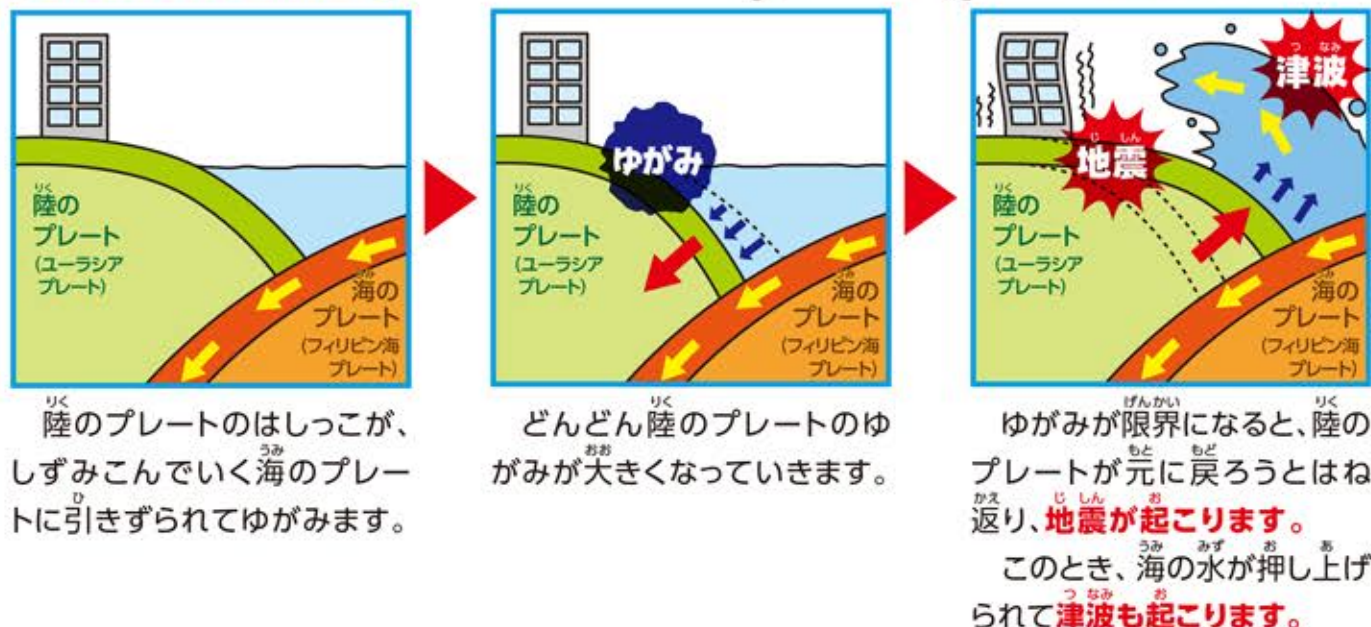 陸の
プレート
(ユーラシア
プレート)
海の
プレート
(フィリピン海
プレート)
陸のプレートのはしっこが、
しずみこんでいく海のプレー
トに引きずられてゆがみます。
ゆがみ
陸の
プレート
(ユーラシア
プレート)
海の
プレート
(フィリピン海
プレート)
どんどん陸のプレートのゆ
がみが大きくなっていきます。
津波
地震
陸の
プレート
(ユーラシア
プレート)
海の
プレート
(フィリピン海
プレート)
ゆがみが限界になると、陸の
プレートが元に戻ろうとはね
返り、地震が起こります。
このとき、海の水が押し上げ
られて津波も起こります。